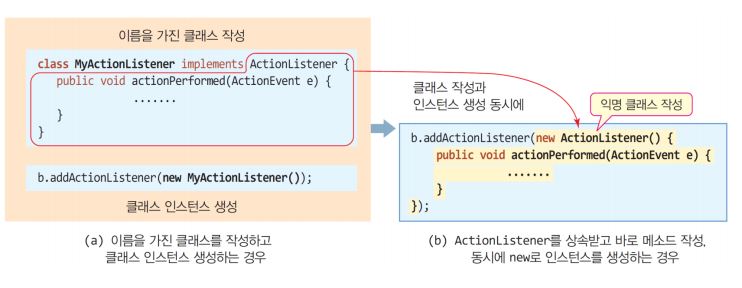 이름을 가진 클래스 작성
class MyActionListener implements ActionListener {
public void actionPerformed(ActionEvent e) {
.......
}
}
b.addActionListener(new MyActionListener());
클래스 인스턴스 생성
(a) 이름을 가진 클래스를 작성하고
클래스 인스턴스 생성하는 경우
클래스 작성과
인스턴스 생성 동시에
익명 클래스 작성
b.addActionListener(new ActionListener() {
public void actionPerformed(ActionEvent e) {
.......
}
});
(b) ActionListener를 상속받고 바로 메소드 작성,
동시에 new로 인스턴스를 생성하는 경우